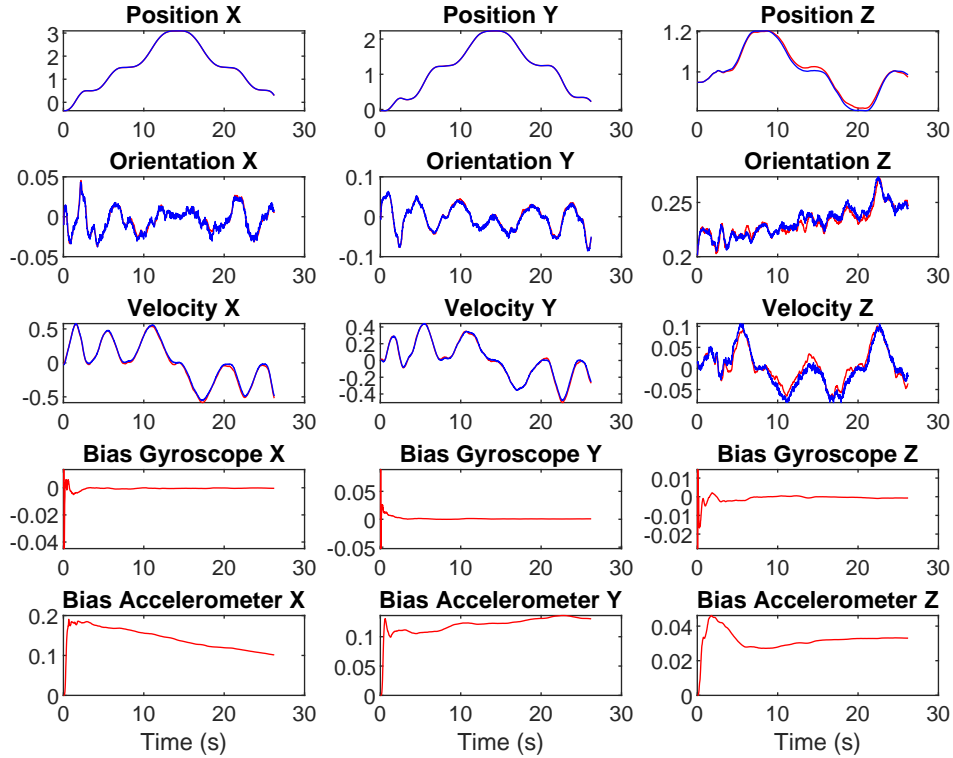 Position X Position Y Position Z
3 2 1.2
2 1 1
1 0
0
0 10 20 30 0 10 20 30 0 10 20 30
Orientation X Orientation Y Orientation Z
0.05 0.1 0.25
0 0 0.2
-0.05 -0.1
0 10 20 30 0 10 20 30 0 10 20 30
Velocity X Velocity Y Velocity Z
0.5 0.4 0.1
0 0.2 0.05
-0.5 0 0
-0.2 -0.05
-0.4
0 10 20 30 0 10 20 30 0 10 20 30
Bias Gyroscope X Bias Gyroscope Y Bias Gyroscope Z
0 0.05 0.01
-0.02 0 0
-0.04 -0.05 -0.01
-0.02
0 10 20 30 0 10 20 30 0 10 20 30
Bias Accelerometer X Bias Accelerometer Y Bias Accelerometer Z
0.2 0.1 0.04
0.1 0.05 0.02
0 0 0
0 10 20 30 0 10 20 30 0 10 20 30
Time (s) Time (s) Time (s)